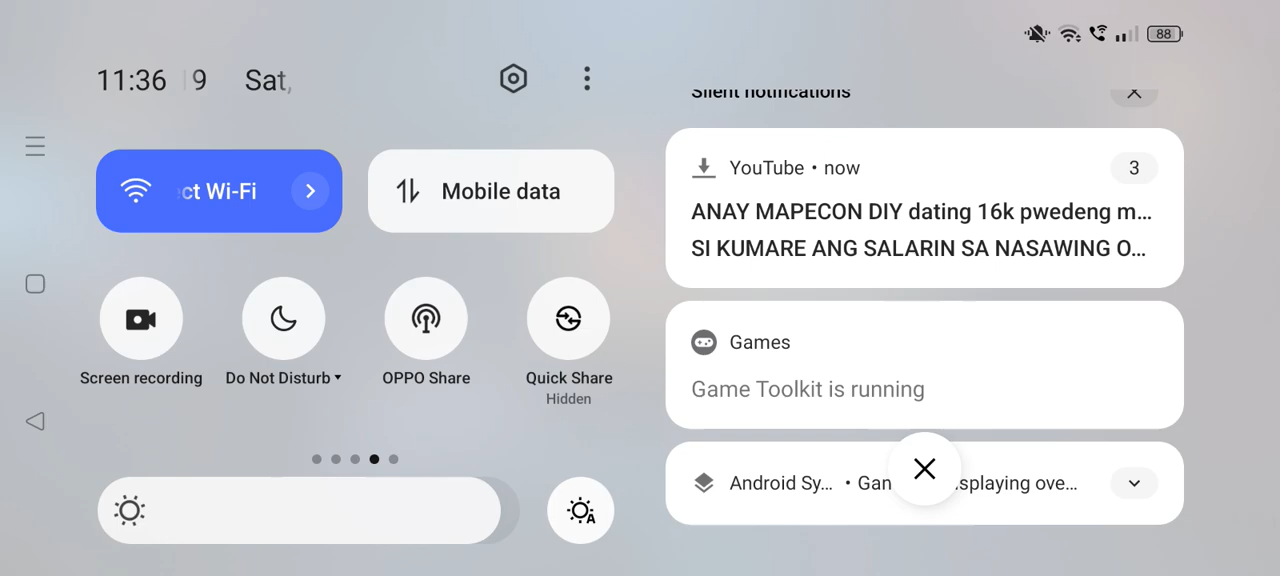 88
11:36 | 9 Sat,
ct Wi-Fi
Mobile data
Screen recording
Do Not Disturb
OPPO Share
Quick Share
Hidden
Silent notifications
YouTube • now
3
ANAY MAPECON DIY dating 16k pwedeng m...
SI KUMARE ANG SALARIN SA NASAWING O...
Games
Game Toolkit is running
Android Sy... • Gam splaying ove...